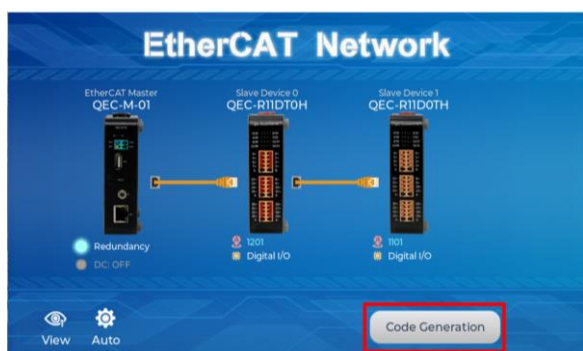 EtherCAT Network
EtherCAT Master
QEC-M-01
Slave Device 0
QEC-R11DT0H
Slave Device 1
QEC-R11D0TH
Redundancy
DC: OFF
1201
Digital I/O
1101
Digital I/O
View
Auto
Code Generation